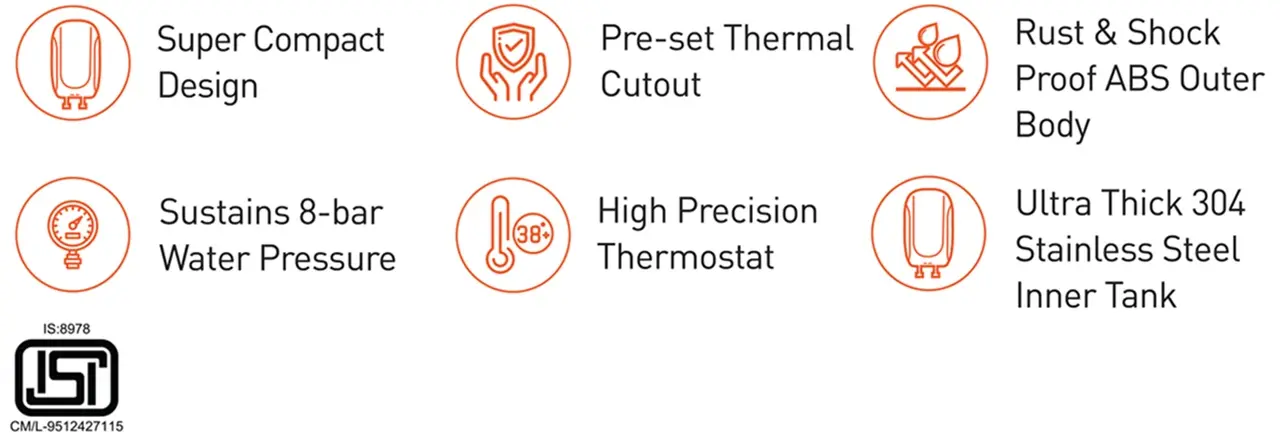 Super Compact
Design
Pre-set Thermal
Cutout
Rust & Shock
Proof ABS Outer
Body
Sustains 8-bar
Water Pressure
38°+
High Precision
Thermostat
Ultra Thick 304
Stainless Steel
Inner Tank
IS:8978
ISI
CM/L-9512427115